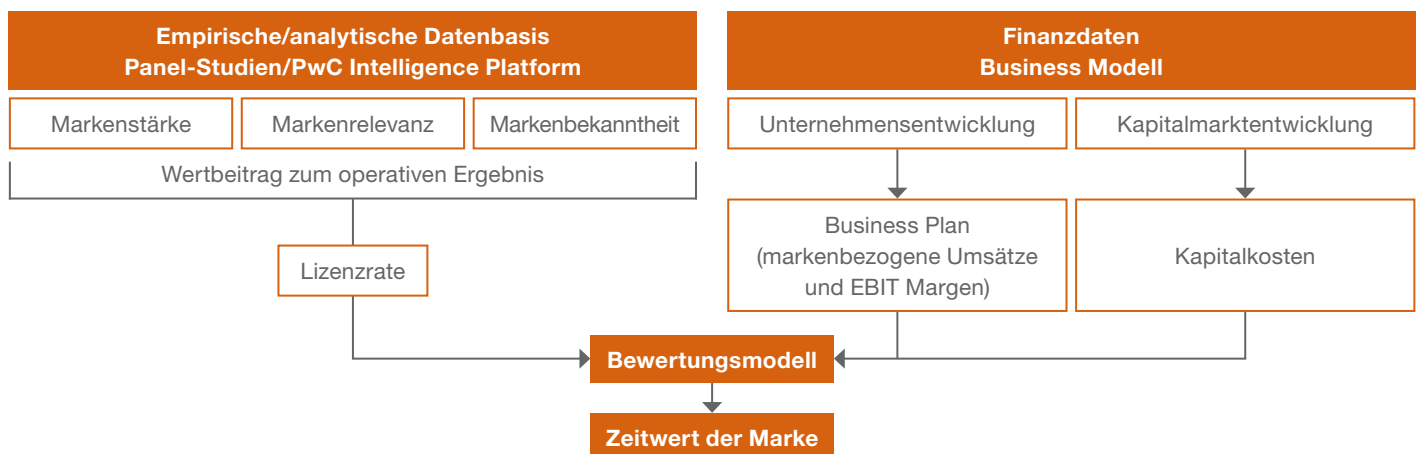 Empirische/analytische Datenbasis
Panel-Studien/PwC Intelligence Platform
Markenstärke
Markenrelevanz
Markenbekanntheit
Wertbeitrag zum operativen Ergebnis
Lizenzrate
Finanzdaten
Business Modell
Unternehmensentwicklung
Kapitalmarktentwicklung
Business Plan
(markenbezogene Umsätze
und EBIT Margen)
Kapitalkosten
Bewertungsmodell
Zeitwert der Marke